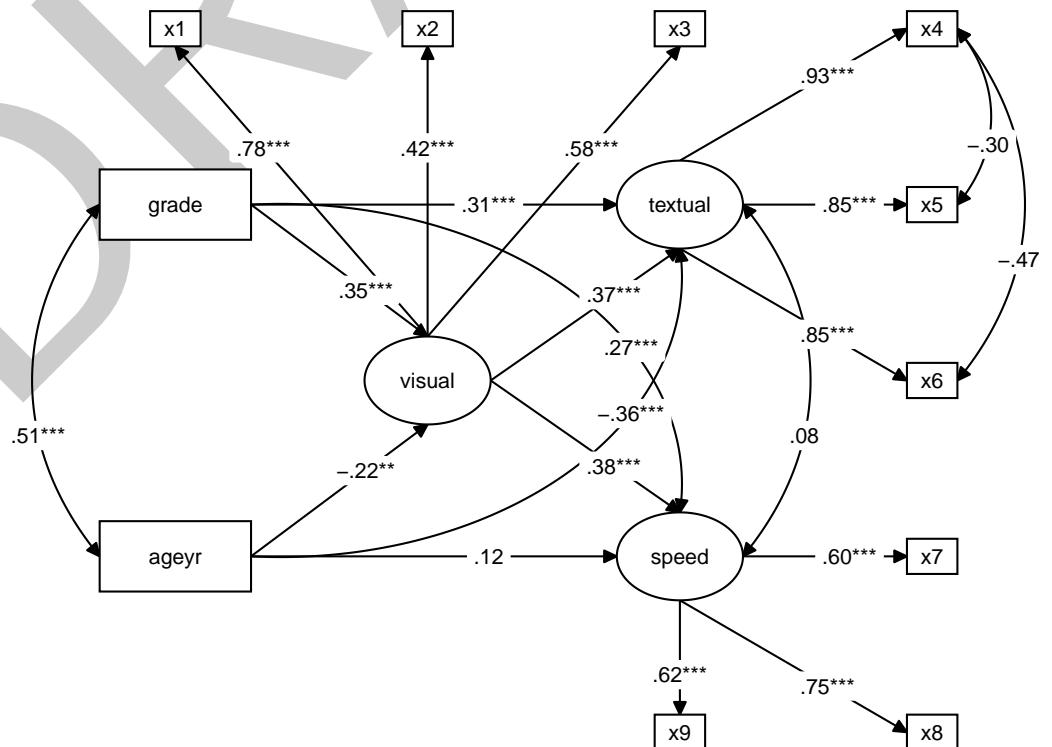 x1
x2
x3
x4
.93***
.78***
.42***
.58***
–.30
grade
.31***
textual
.85***
x5
–.47
.35***
.37***
.85***
.27***
visual
x6
–.36***
.51***
.08
–.22**
.38***
ageyr
.12
speed
.60***
x7
.62***
.75***
x9
x8